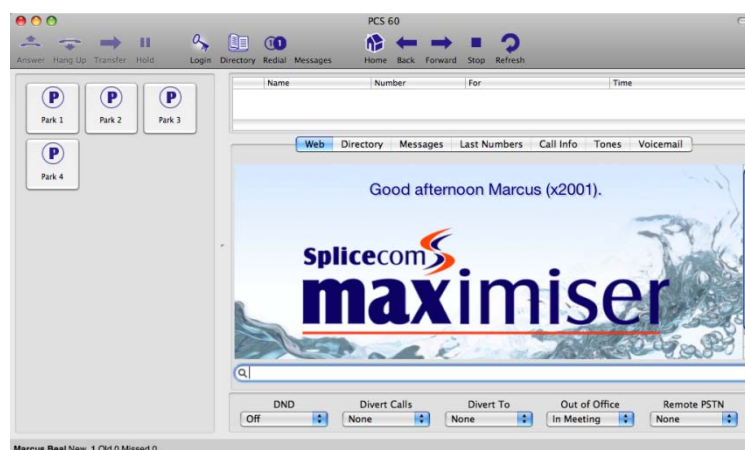 PCS 60
Answer Hang Up Transfer Hold Login Directory Redial Messages Home Back Forward Stop Refresh
Name Number For Time
P P P
Park 1 Park 2 Park 3
P
Park 4
Web Directory Messages Last Numbers Call Info Tones Voicemail
Good afternoon Marcus (x2001).
Splicecom
maximiser
DND Divert Calls Divert To Out of Office Remote PSTN
Off None None In Meeting None
Marcus Beal New 1 Old 0 Missed 0